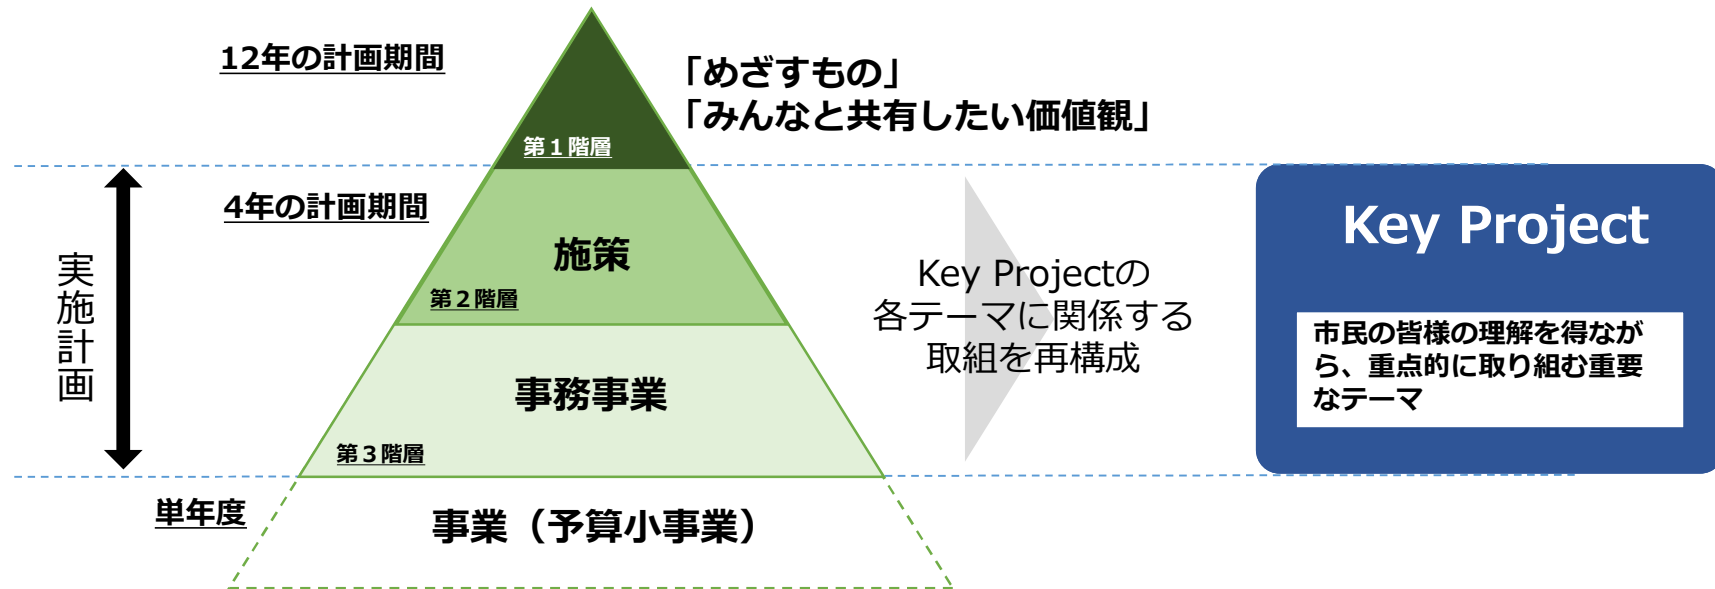 12年の計画期間
「めざすもの」
「みんなと共有したい価値観」
第１階層
4年の計画期間
実施計画
施策
第２階層
事務事業
第３階層
単年度
事業（予算小事業）
Key Projectの
各テーマに関係する
取組を再構成
Key Project
市民の皆様の理解を得なが
ら、重点的に取り組む重要
なテーマ